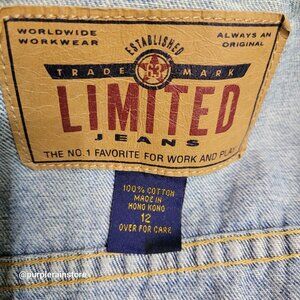 WORLDWIDE
WORKWEAR
ALWAYS AN
ORIGINAL
ESTABLISHED
TRADE MARK
63
LIMITED
JEANS
THE NO.1 FAVORITE FOR WORK AND PLAY
100% COTTON
MADE IN
HONG KONG
12
OVER FOR CARE
@purplerainstore